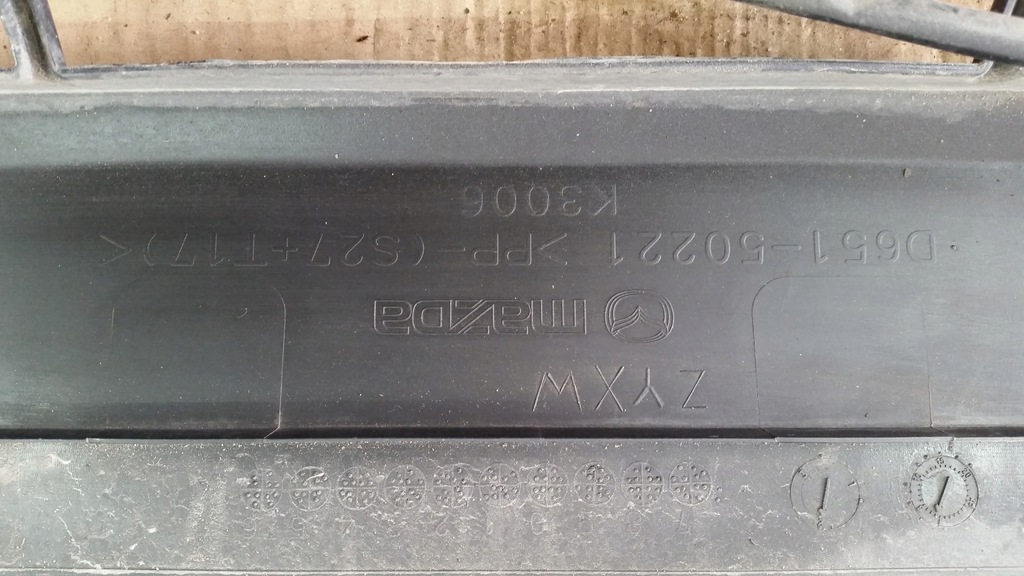 ZYXW
mazda
D651-50221 >PP-(S27+T17)<
K3006